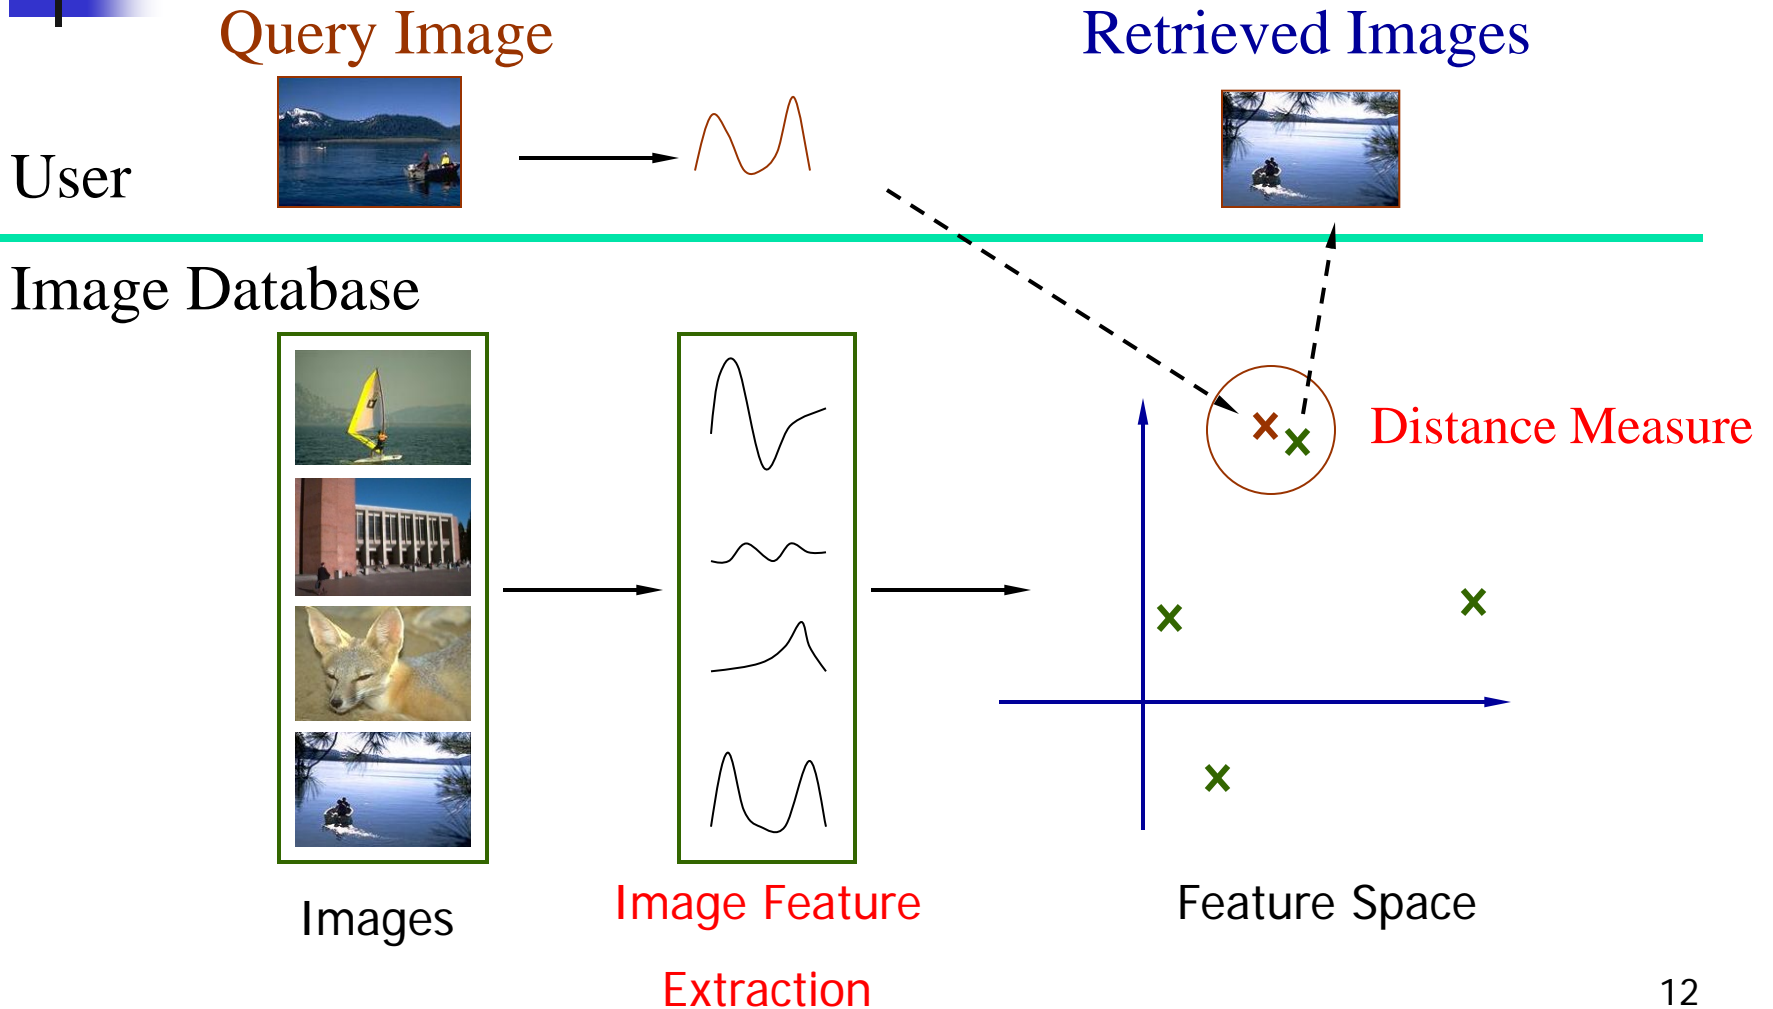 Query Image
Retrieved Images
User
Image Database
Distance Measure
Images
Image Feature
Extraction
Feature Space
12